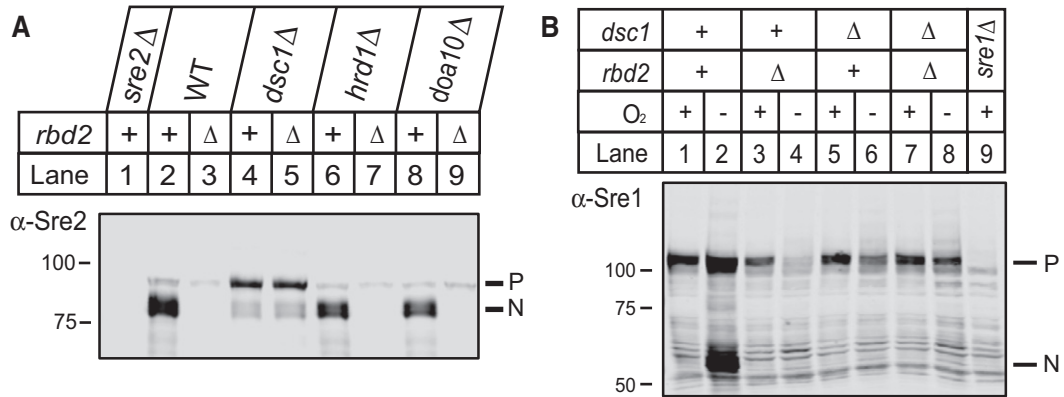 A
sre2Δ WT dsc1Δ hrd1Δ doa10Δ
rbd2 + + Δ + Δ + Δ + Δ
Lane 1 2 3 4 5 6 7 8 9
α-Sre2
100
75
P
N
B
dsc1 + + Δ Δ sre1Δ
rbd2 + Δ + Δ
O₂ + - + - + - + - +
Lane 1 2 3 4 5 6 7 8 9
α-Sre1
100
75
50
P
N